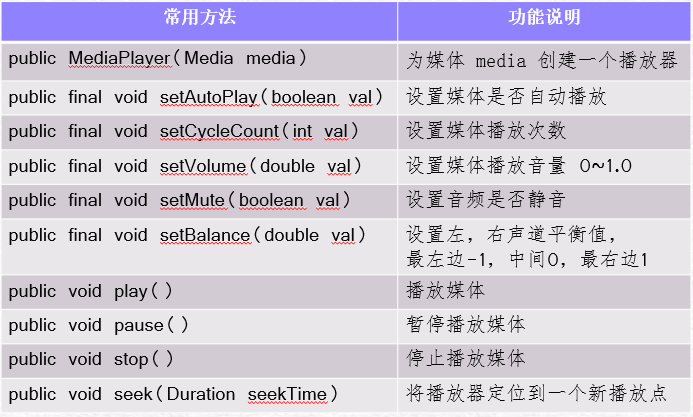 常用方法 功能说明
public MediaPlayer(Media media) 为媒体 media 创建一个播放器
public final void setAutoPlay(boolean val) 设置媒体是否自动播放
public final void setCycleCount(int val) 设置媒体播放次数
public final void setVolume(double val) 设置媒体播放音量 0~1.0
public final void setMute(boolean val) 设置音频是否静音
public final void setBalance(double val) 设置左,右声道平衡值,
最左边-1, 中间0, 最右边1
public void play() 播放媒体
public void pause() 暂停播放媒体
public void stop() 停止播放媒体
public void seek(Duration seekTime) 将播放器定位到一个新播放点